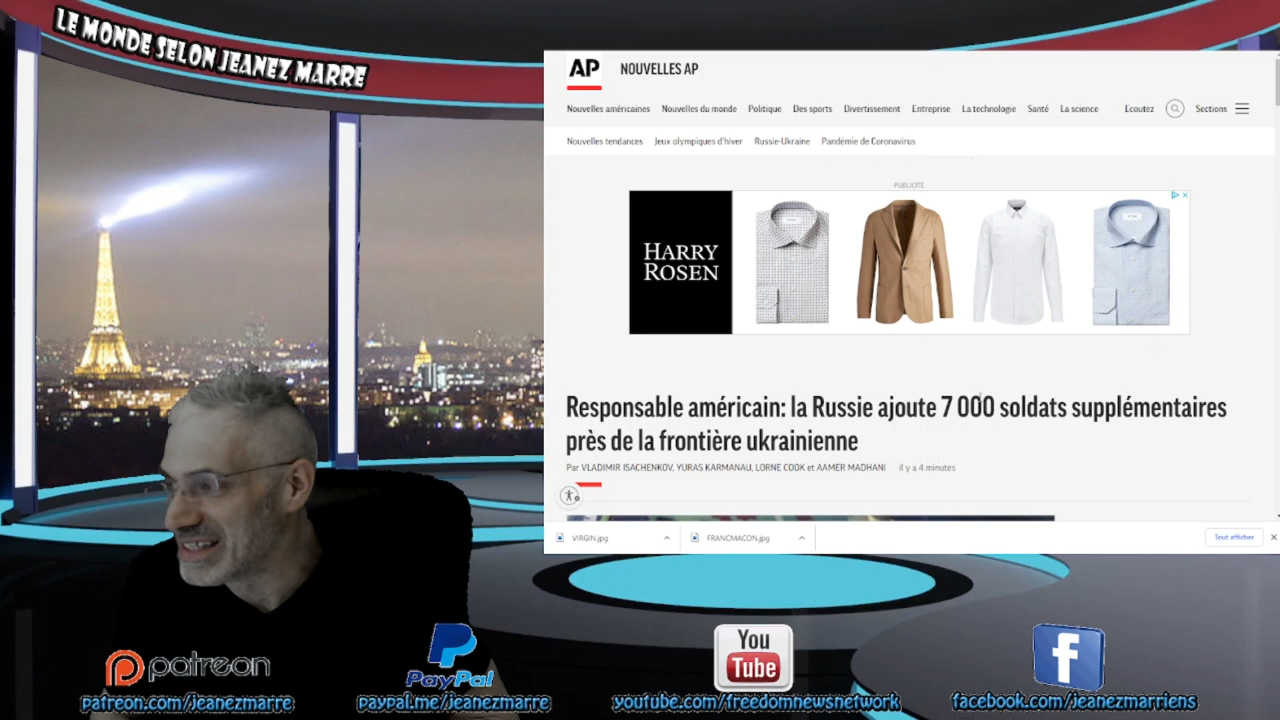 LE MONDE SELON JEANEZ MARRE
AP
NOUVELLES AP
Nouvelles américaines Nouvelles du monde Politique Des sports Divertissement Entreprise La technologie Santé La science Ecoutez Sections
Nouvelles tendances Jeux olympiques d'hiver Russie-Ukraine Pandémie de Coronavirus
PUBLICITÉ
HARRY
ROSEN
Responsable américain: la Russie ajoute 7 000 soldats supplémentaires
près de la frontière ukrainienne
Par VLADIMIR ISACHENKOV, YURAS KARMANAU, LORNE COOK et AAMER MADHANI il y a 4 minutes
VIRGIN.jpg FRANCMACON.jpg Tout afficher
patreon
PayPal
You
Tube
patreon.com/jeanezmarre
paypal.me/jeanezmarre
youtube.com/freedomnewsnetwork
facebook.com/jeanezmarriens